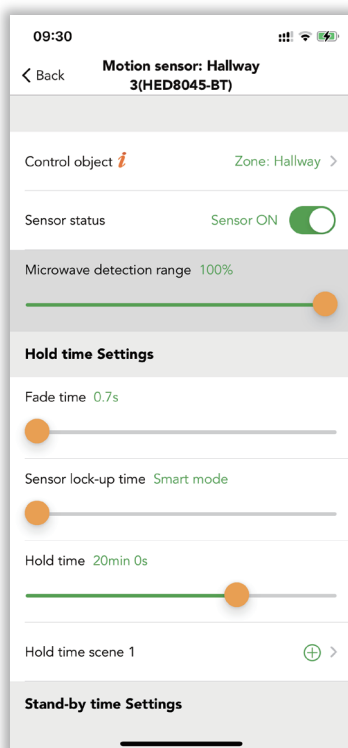 09:30
Back
Motion sensor: Hallway
3(HED8045-BT)
Control object i Zone: Hallway
Sensor status Sensor ON
Microwave detection range 100%
Hold time Settings
Fade time 0.7s
Sensor lock-up time Smart mode
Hold time 20min 0s
Hold time scene 1
Stand-by time Settings